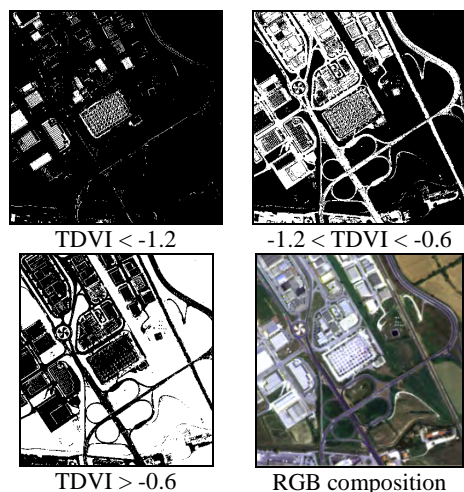 TDVI < -1.2
-1.2 < TDVI < -0.6
TDVI > -0.6
RGB composition